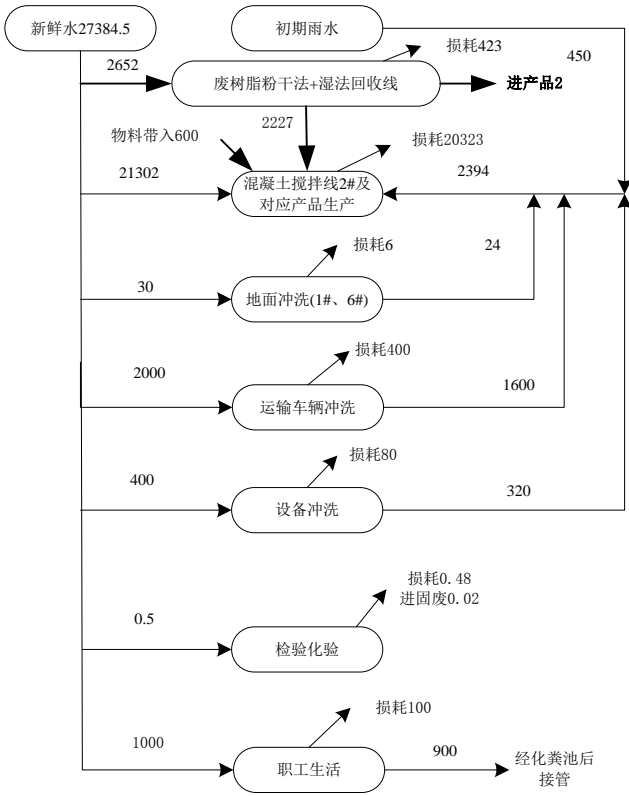 新鲜水27384.5
初期雨水
损耗423
450
2652
废树脂粉干法+湿法回收线
进产品2
2227
物料带入600
损耗20323
21302
混凝土搅拌线2#及
对应产品生产
2394
损耗6
24
30
地面冲洗(1#、6#)
损耗400
2000
1600
运输车辆冲洗
损耗80
400
320
设备冲洗
损耗0.48
进固废0.02
0.5
检验化验
损耗100
1000
900
职工生活
经化粪池后
接管